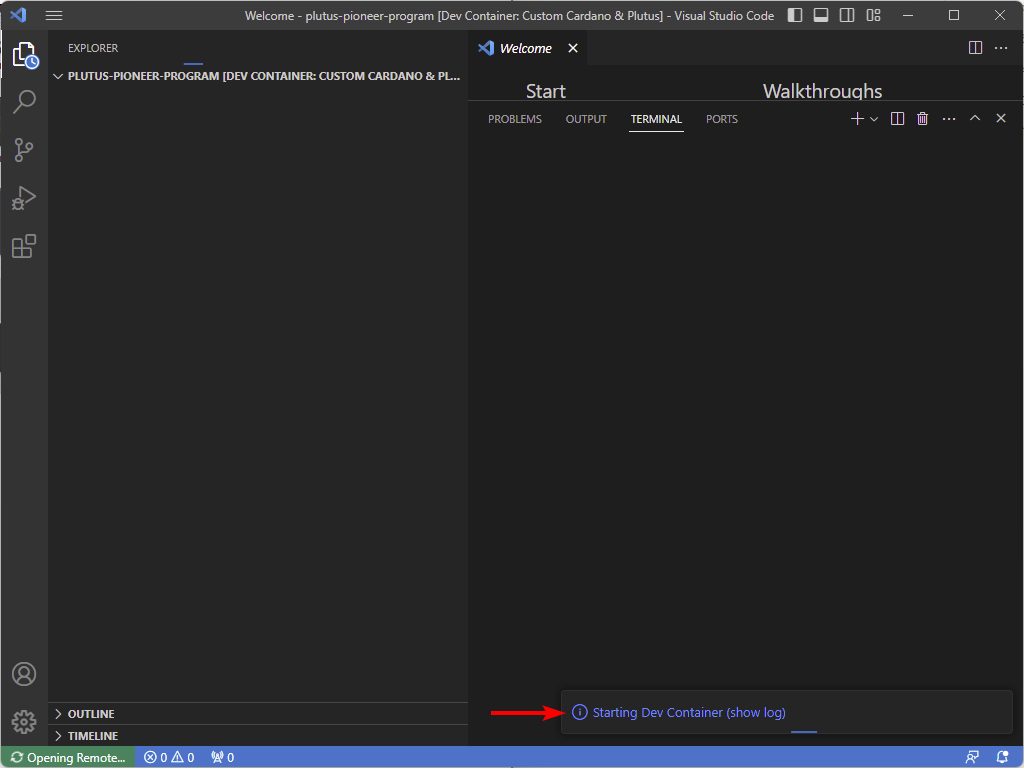 Welcome - plutus-pioneer-program [Dev Container: Custom Cardano & Plutus] - Visual Studio Code
EXPLORER
PLUTUS-PIONEER-PROGRAM [DEV CONTAINER: CUSTOM CARDANO & PL...
Welcome
Start
Walkthroughs
PROBLEMS OUTPUT TERMINAL PORTS
Starting Dev Container (show log)
OUTLINE
TIMELINE
Opening Remote... 0 0 0